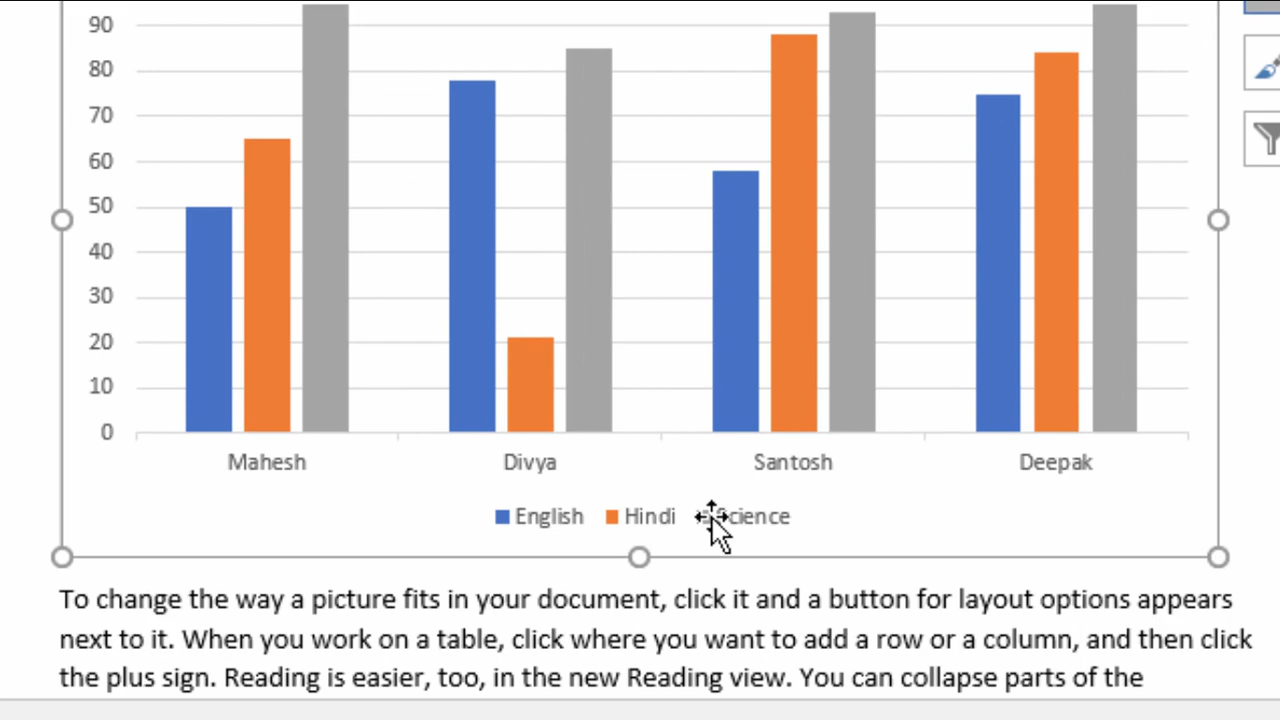 90
80
70
60
50
40
30
20
10
0
Mahesh Divya Santosh Deepak
English Hindi Science
To change the way a picture fits in your document, click it and a button for layout options appears
next to it. When you work on a table, click where you want to add a row or a column, and then click
the plus sign. Reading is easier, too, in the new Reading view. You can collapse parts of the